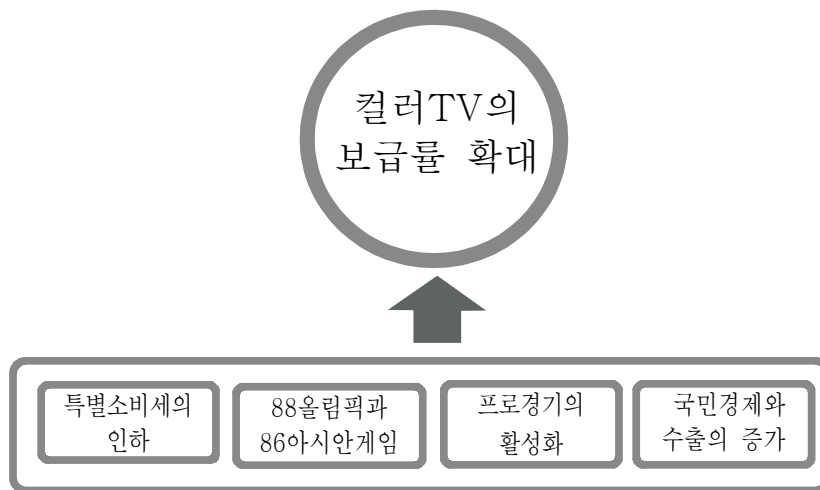 컬러TV의
보급률 확대
특별소비세의
인하
88올림픽과
86아시안게임
프로경기의
활성화
국민경제와
수출의 증가